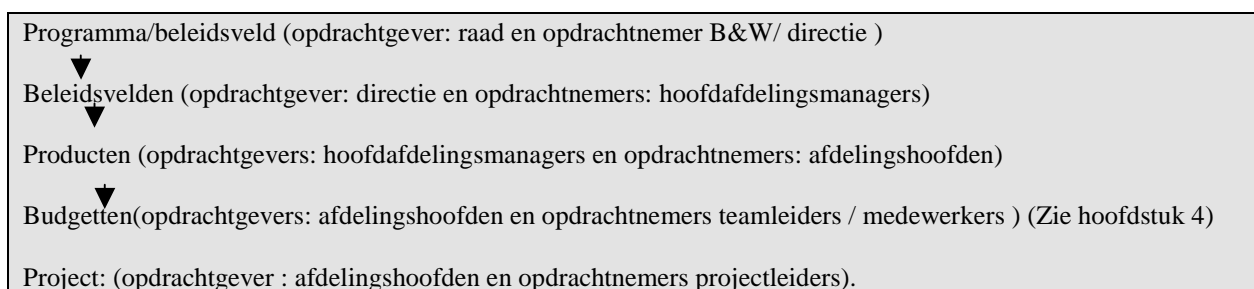 Programma/beleidsveld (opdrachtgever: raad en opdrachtnemer B&W/ directie )
Beleidsvelden (opdrachtgever: directie en opdrachtnemers: hoofdafdelingsmanagers)
Producten (opdrachtgevers: hoofdafdelingsmanagers en opdrachtnemers: afdelingshoofden)
Budgetten(opdrachtgevers: afdelingshoofden en opdrachtnemers teamleiders / medewerkers ) (Zie hoofdstuk 4)
Project: (opdrachtgever : afdelingshoofden en opdrachtnemers projectleiders).